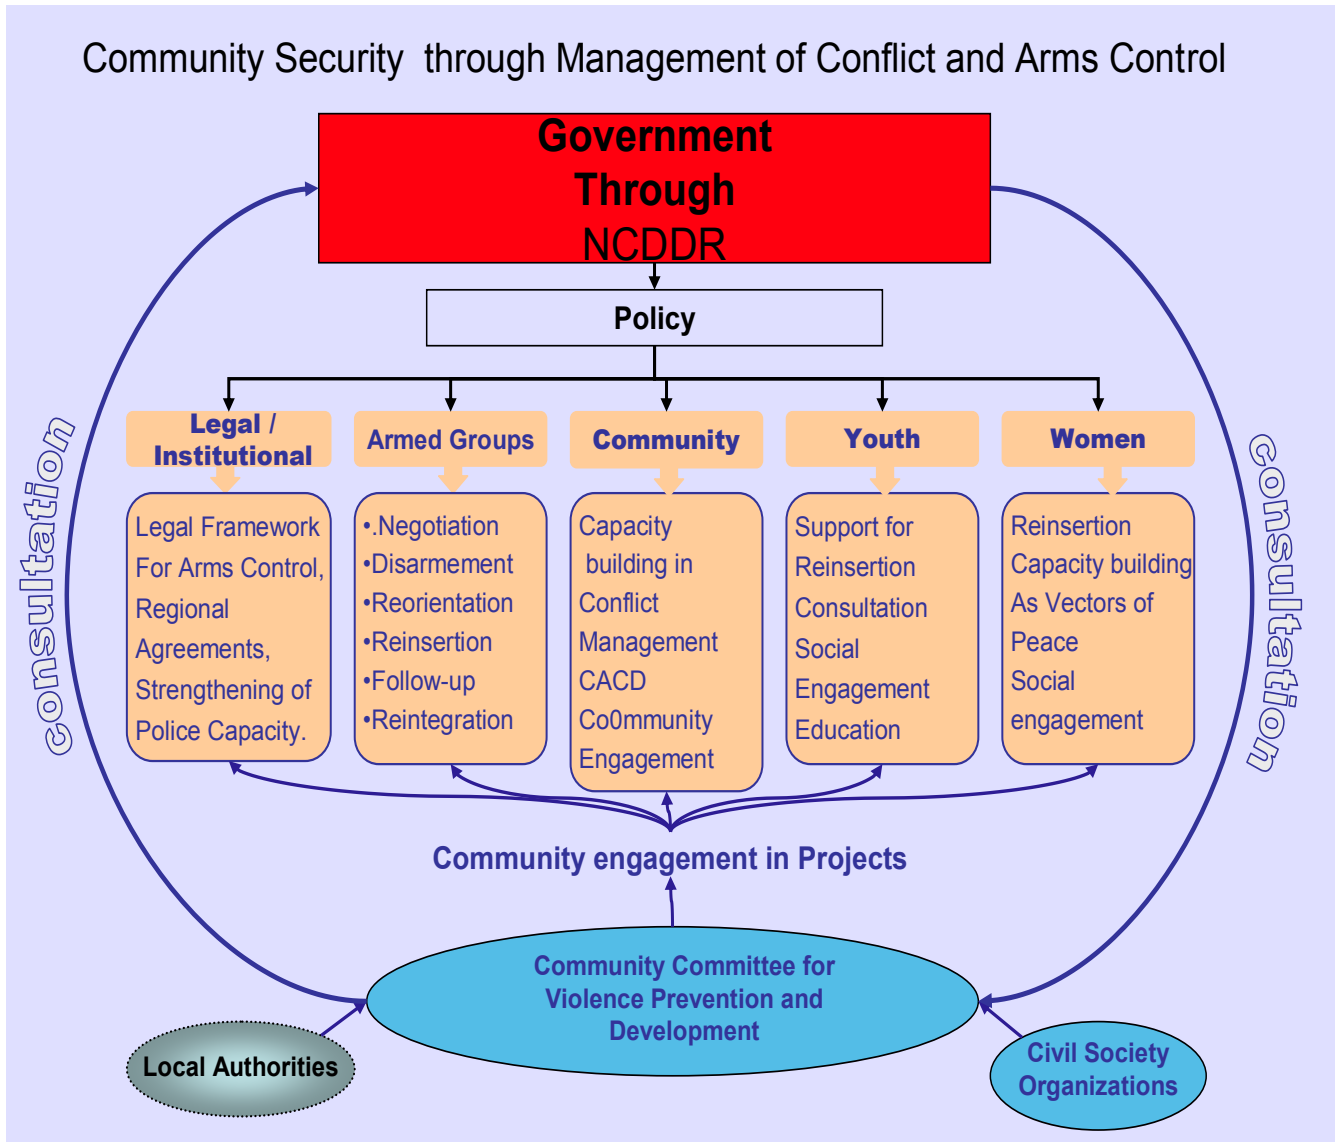 Community Security through Management of Conflict and Arms Control
Government
Through
NCDDR
Policy
consultation
consultation
Legal /
Institutional
Armed Groups
Community
Youth
Women
Legal Framework
For Arms Control,
Regional
Agreements,
Strengthening of
Police Capacity.
•.Negotiation
•Disarmement
•Reorientation
•Reinsertion
•Follow-up
•Reintegration
Capacity
building in
Conflict
Management
CACD
Co0mmunity
Engagement
Support for
Reinsertion
Consultation
Social
Engagement
Education
Reinsertion
Capacity building
As Vectors of
Peace
Social
engagement
Community engagement in Projects
Community Committee for
Violence Prevention and
Development
Local Authorities
Civil Society
Organizations